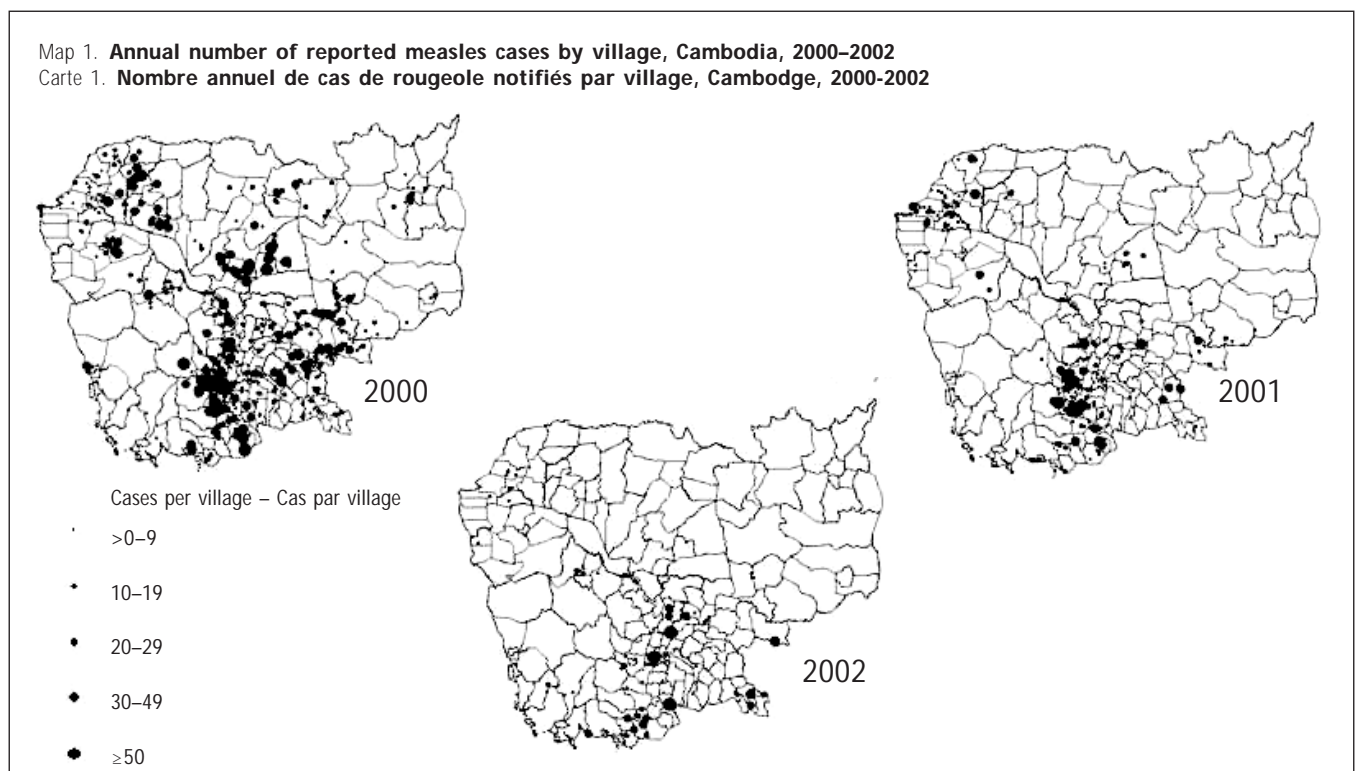 Map 1. Annual number of reported measles cases by village, Cambodia, 2000–2002
Carte 1. Nombre annuel de cas de rougeole notifiés par village, Cambodge, 2000-2002
2000
2001
2002
Cases per village – Cas par village
>0–9
10–19
20–29
30–49
≥50